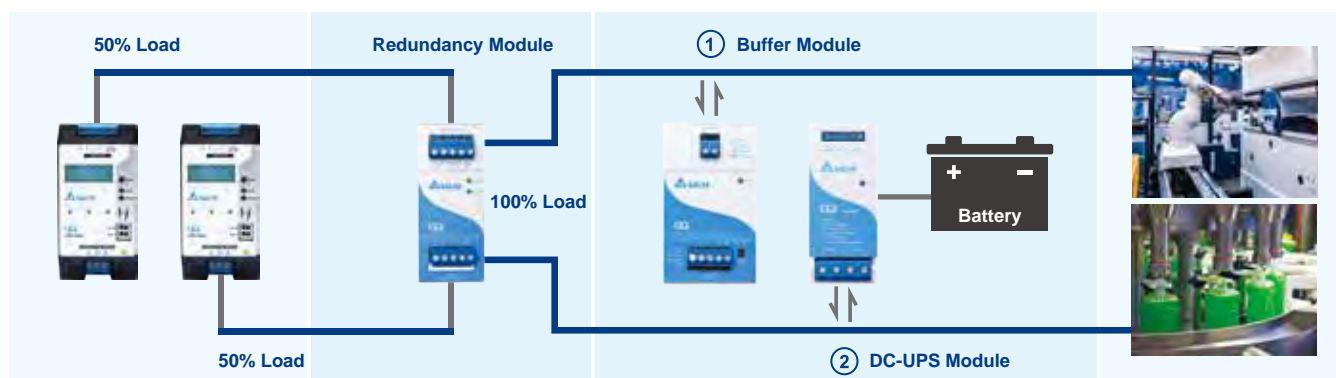 50% Load
Redundancy Module
1 Buffer Module
100% Load
+ −
Battery
50% Load
2 DC-UPS Module